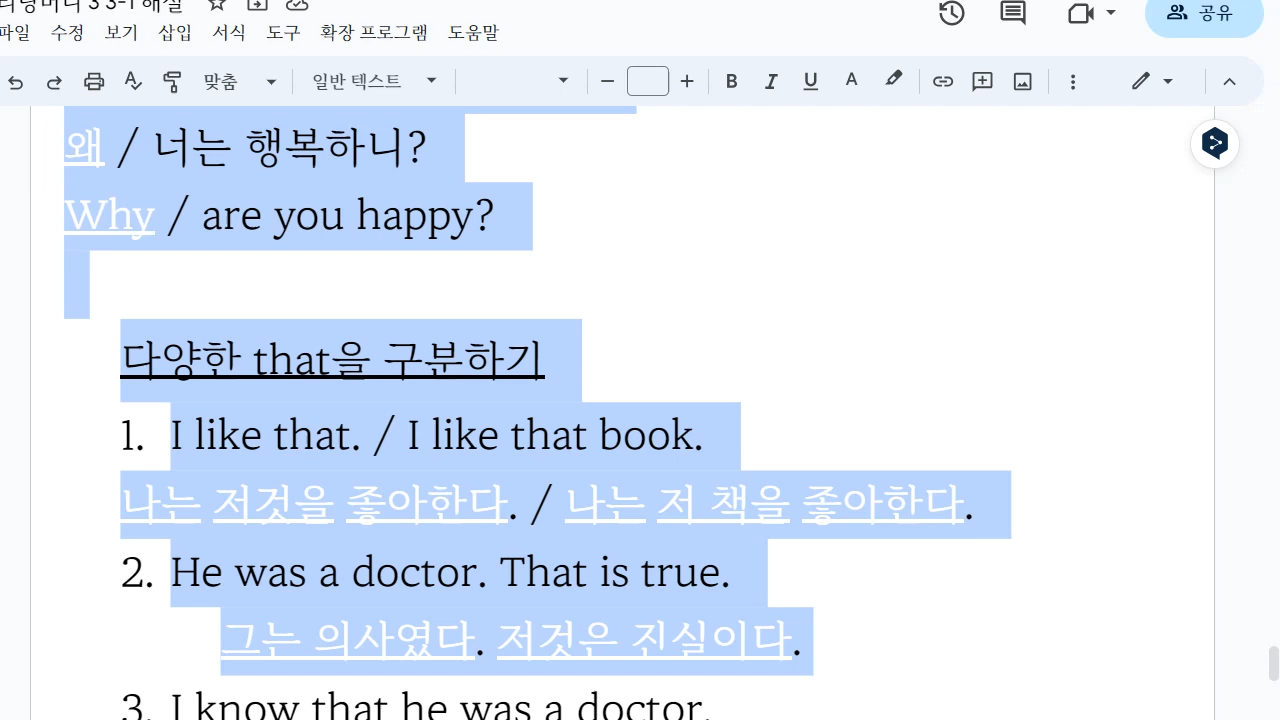 파일 수정 보기 삽입 서식 도구 확장 프로그램 도움말
공유
맞춤 일반 텍스트 B I U A
왜 / 너는 행복하니?
Why / are you happy?
다양한 that을 구분하기
1. I like that. / I like that book.
나는 저것을 좋아한다. / 나는 저 책을 좋아한다.
2. He was a doctor. That is true.
그는 의사였다. 저것은 진실이다.
3. I know that he was a doctor.